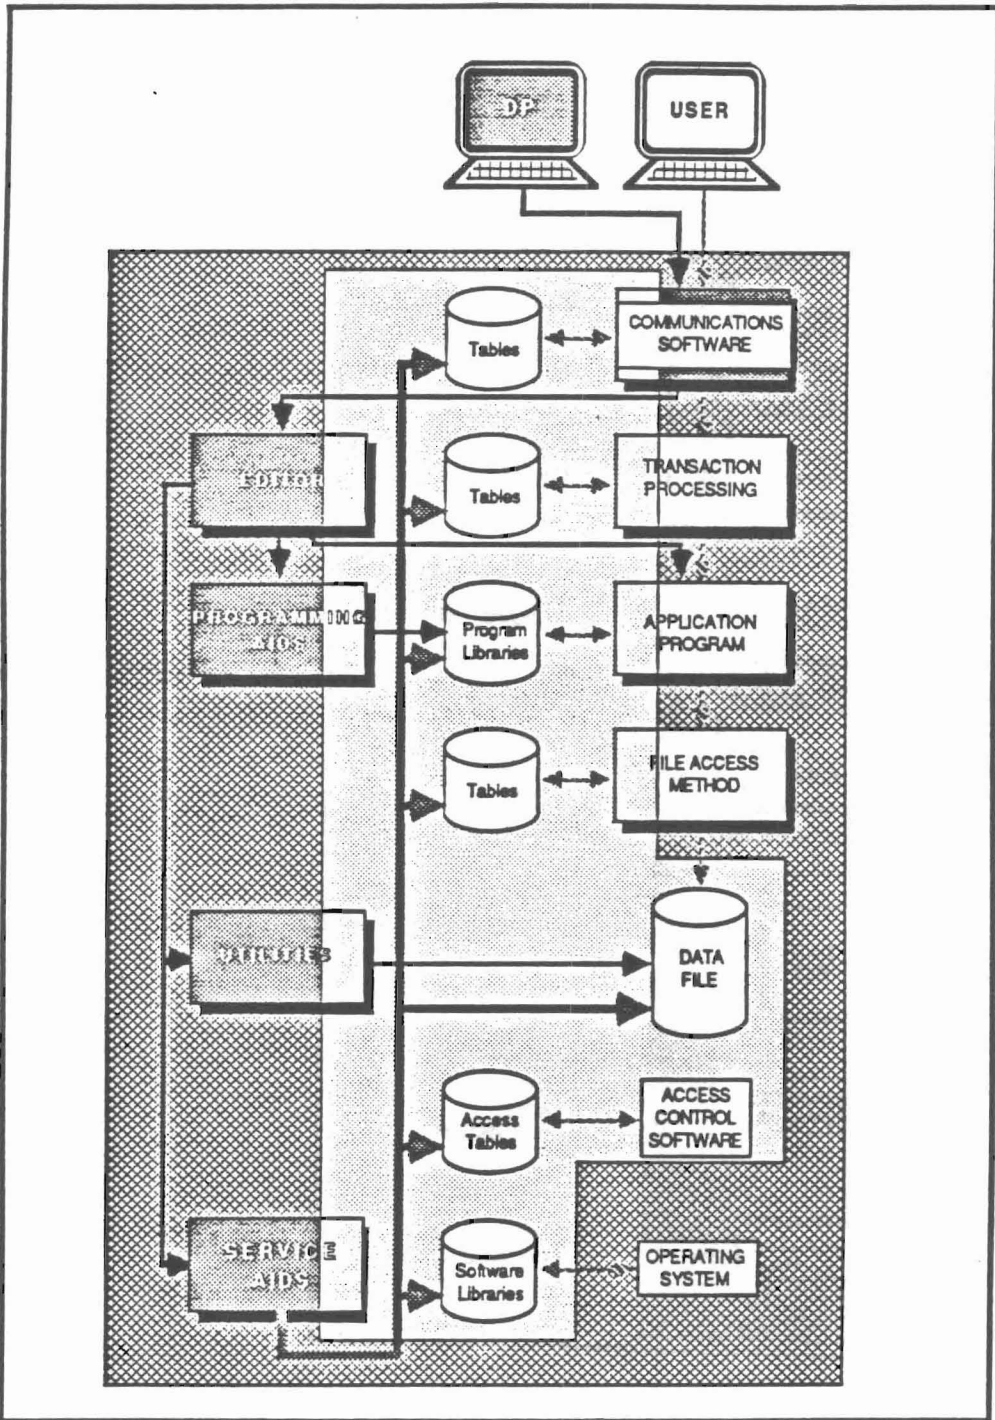 DP
USER
Tables
COMMUNICATIONS
SOFTWARE
EDITOR
Tables
TRANSACTION
PROCESSING
PROGRAMMING
AIDS
Program
Libraries
APPLICATION
PROGRAM
Tables
FILE ACCESS
METHOD
UTILITIES
DATA
FILE
Access
Tables
ACCESS
CONTROL
SOFTWARE
SERVICE
AIDS
Software
Libraries
OPERATING
SYSTEM